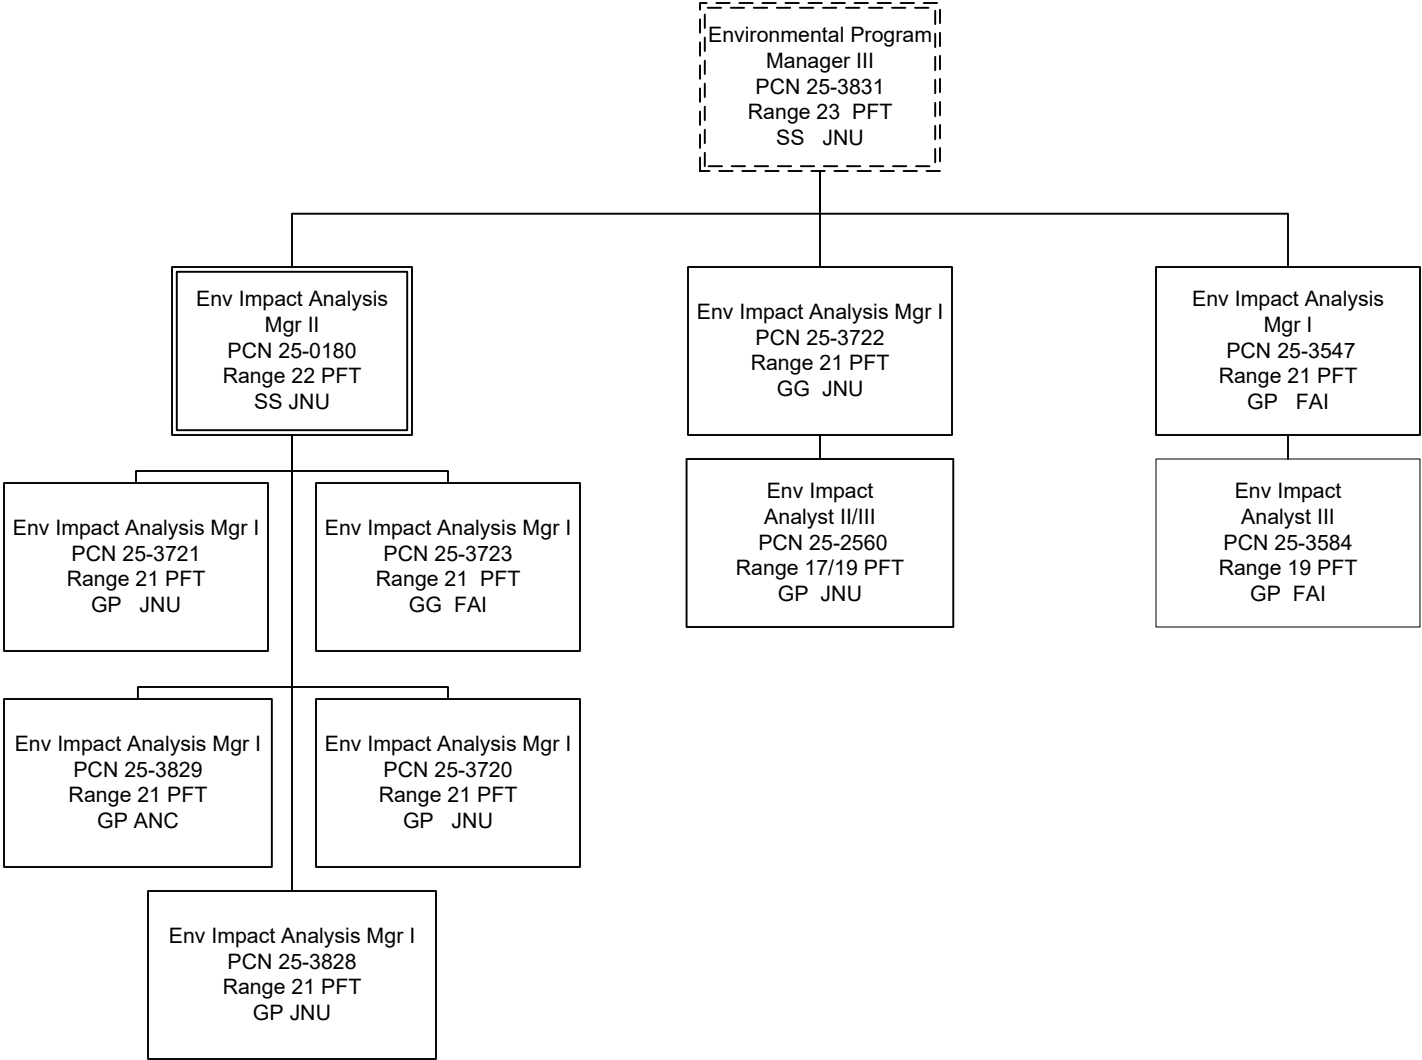 Environmental Program
Manager III
PCN 25-3831
Range 23  PFT
SS   JNU
Env Impact Analysis
Mgr II
PCN 25-0180
Range 22 PFT
SS JNU
Env Impact Analysis Mgr I
PCN 25-3722
Range 21 PFT
GG  JNU
Env Impact Analysis
Mgr I
PCN 25-3547
Range 21 PFT
GP   FAI
Env Impact Analysis Mgr I
PCN 25-3721
Range 21 PFT
GP   JNU
Env Impact Analysis Mgr I
PCN 25-3723
Range 21  PFT
GG  FAI
Env Impact
Analyst II/III
PCN 25-2560
Range 17/19 PFT
GP  JNU
Env Impact
Analyst III
PCN 25-3584
Range 19 PFT
GP  FAI
Env Impact Analysis Mgr I
PCN 25-3829
Range 21 PFT
GP ANC
Env Impact Analysis Mgr I
PCN 25-3720
Range 21 PFT
GP   JNU
Env Impact Analysis Mgr I
PCN 25-3828
Range 21 PFT
GP JNU